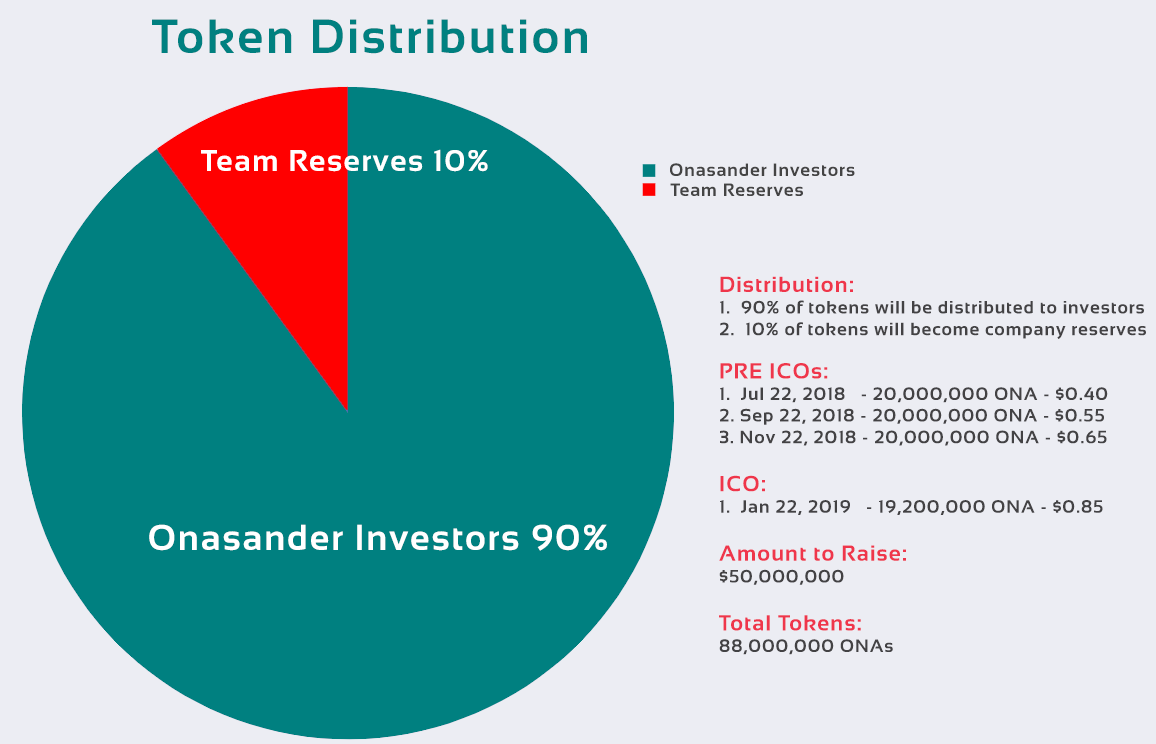 Token Distribution
Team Reserves 10%
Onasander Investors 90%
Onasander Investors
Team Reserves
Distribution:
1. 90% of tokens will be distributed to investors
2. 10% of tokens will become company reserves
PRE ICOs:
1. Jul 22, 2018 - 20,000,000 ONA - $0.40
2. Sep 22, 2018 - 20,000,000 ONA - $0.55
3. Nov 22, 2018 - 20,000,000 ONA - $0.65
ICO:
1. Jan 22, 2019 - 19,200,000 ONA - $0.85
Amount to Raise:
$50,000,000
Total Tokens:
88,000,000 ONAs